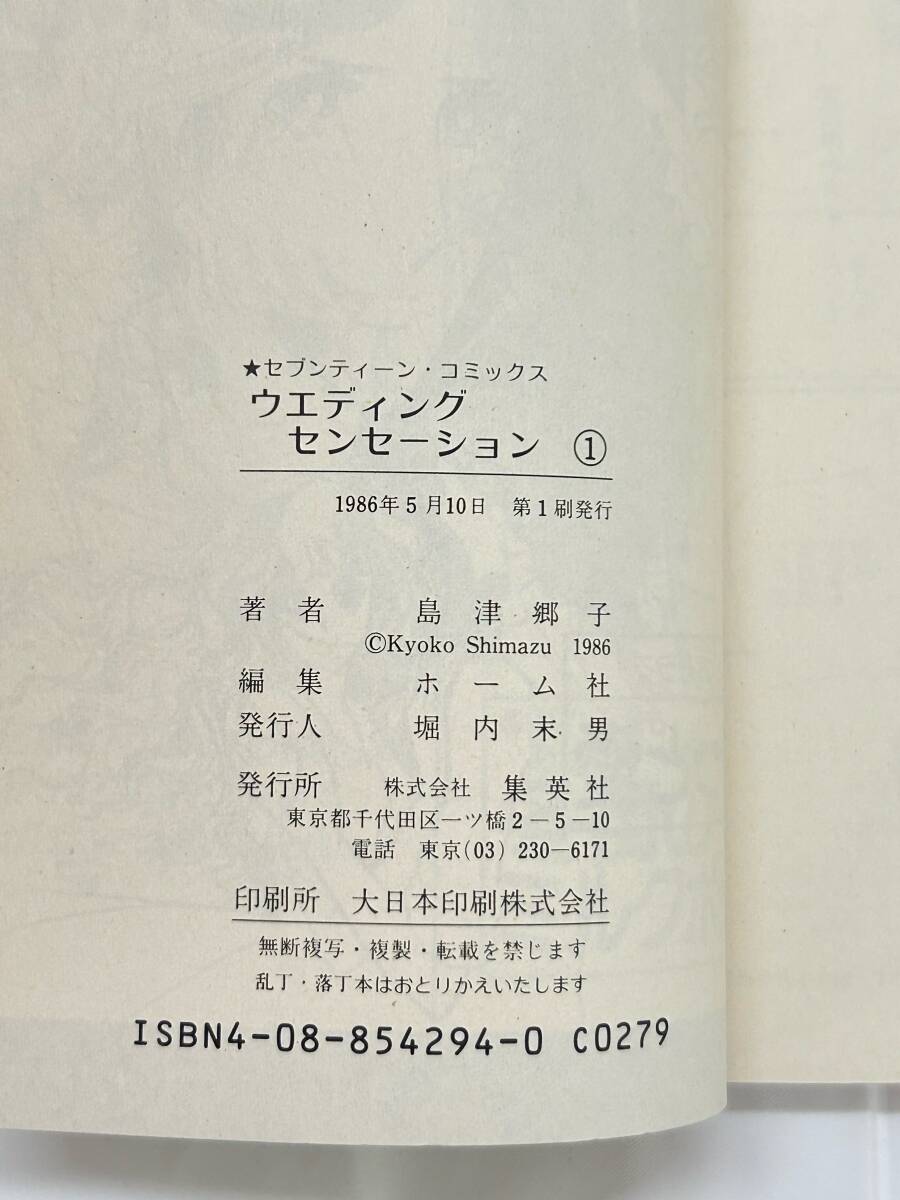 ★セブンティーン・コミックス
ウエディング
センセーション ①
1986年5月10日 第1刷発行
著者 島津郷子
©Kyoko Shimazu 1986
編集 ホーム社
発行人 堀内末男
発行所 株式会社 集英社
東京都千代田区一ツ橋2−5−10
電話 東京(03)230−6171
印刷所 大日本印刷株式会社
無断複写・複製・転載を禁じます
乱丁・落丁本はおとりかえいたします
ISBN4-08-854294-0 C0279